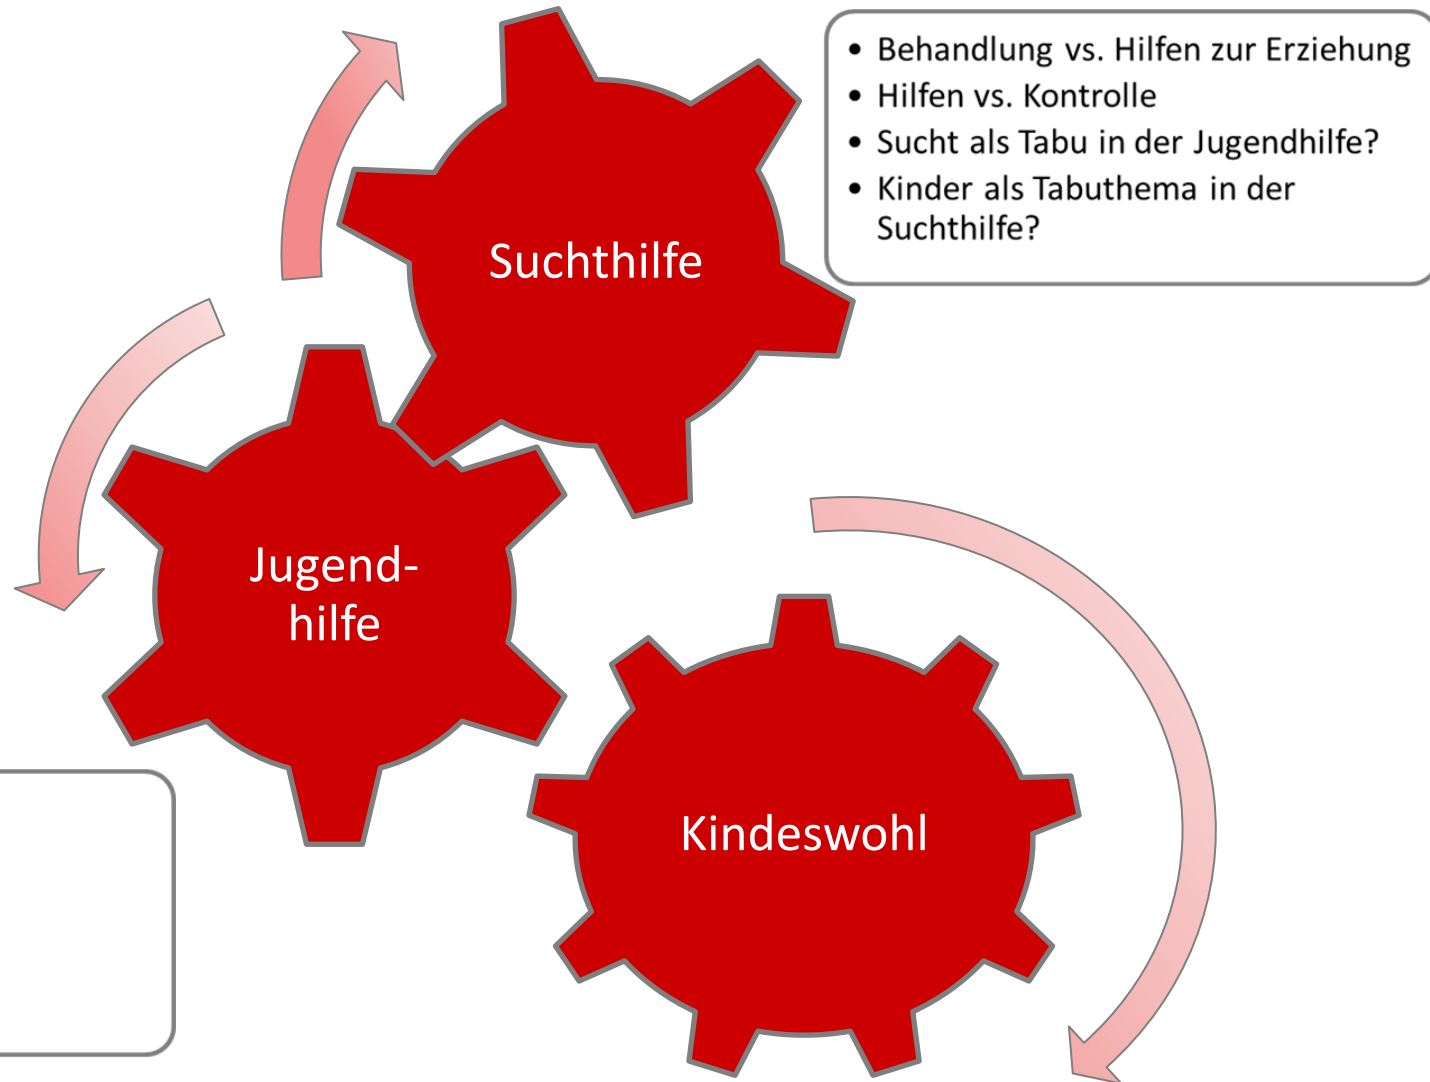 • Behandlung vs. Hilfen zur Erziehung
• Hilfen vs. Kontrolle
• Sucht als Tabu in der Jugendhilfe?
• Kinder als Tabuthema in der
Suchthilfe?
Suchthilfe
Jugend-
hilfe
Kindeswohl